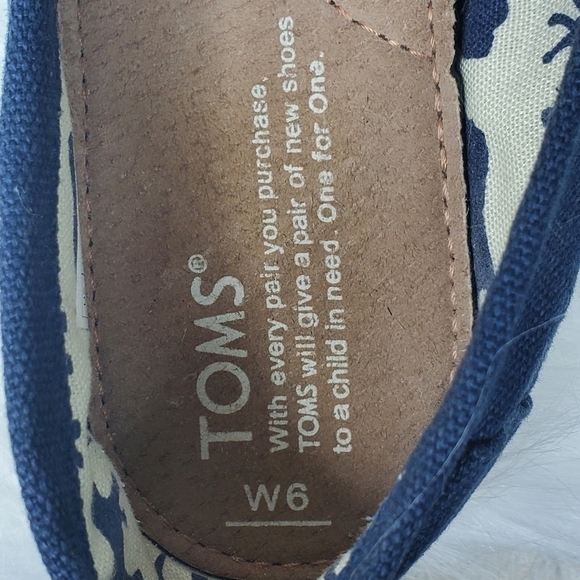 TOMS®
With every pair you purchase,
TOMS will give a pair of new shoes
to a child in need. One for One.
W6